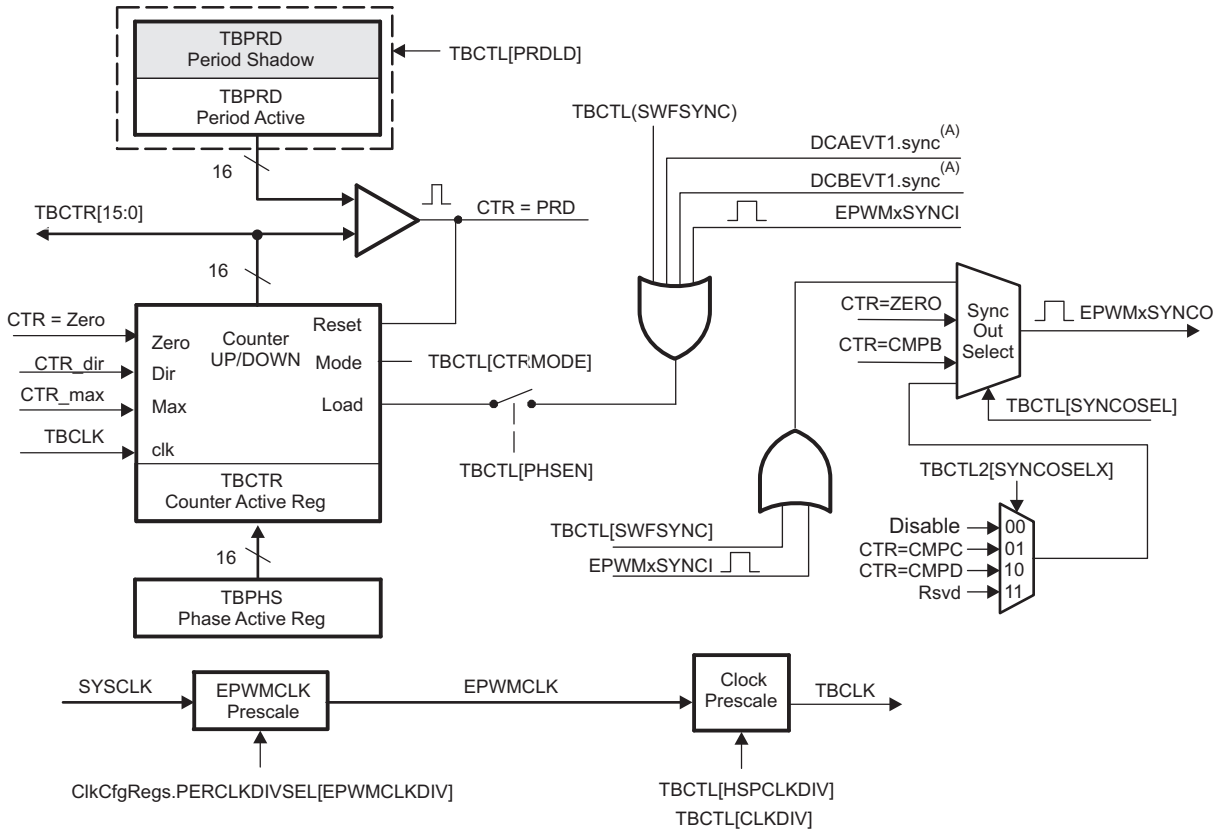 TBPRD
Period Shadow
TBPRD
Period Active
TBCTL[PRDLD]
16
TBCTR[15:0]
CTR = PRD
16
TBCTL(SWFSYNC)
DCAEVT1.sync(A)
DCBEVT1.sync(A)
EPWMxSYNCI
CTR = Zero
CTR_dir
CTR_max
TBCLK
Zero
Dir
Max
clk
Counter
UP/DOWN
Reset
Mode
Load
TBCTL[CTRMODE]
TBCTL[PHSEN]
TBCTR
Counter Active Reg
16
TBPHS
Phase Active Reg
CTR=ZERO
CTR=CMPB
Sync
Out
Select
EPWMxSYNCO
TBCTL[SYNCOSEL]
TBCTL[SWFSYNC]
EPWMxSYNCI
TBCTL2[SYNCOSELX]
Disable 00
CTR=CMPC 01
CTR=CMPD 10
Rsvd 11
SYSCLK
EPWMCLK
Prescale
EPWMCLK
Clock
Prescale
TBCLK
ClkCfgRegs.PERCLKDIVSEL[EPWMCLKDIV]
TBCTL[HSPCLKDIV]
TBCTL[CLKDIV]